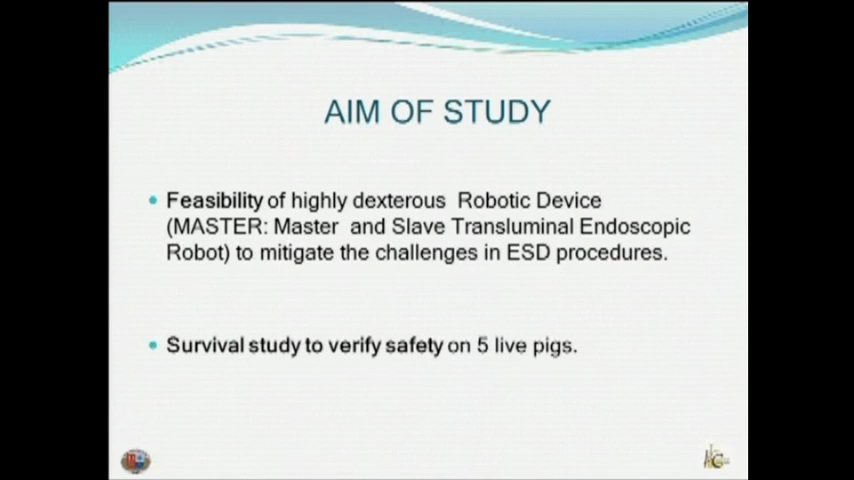 AIM OF STUDY
Feasibility of highly dexterous Robotic Device
(MASTER: Master and Slave Transluminal Endoscopic
Robot) to mitigate the challenges in ESD procedures.
Survival study to verify safety on 5 live pigs.